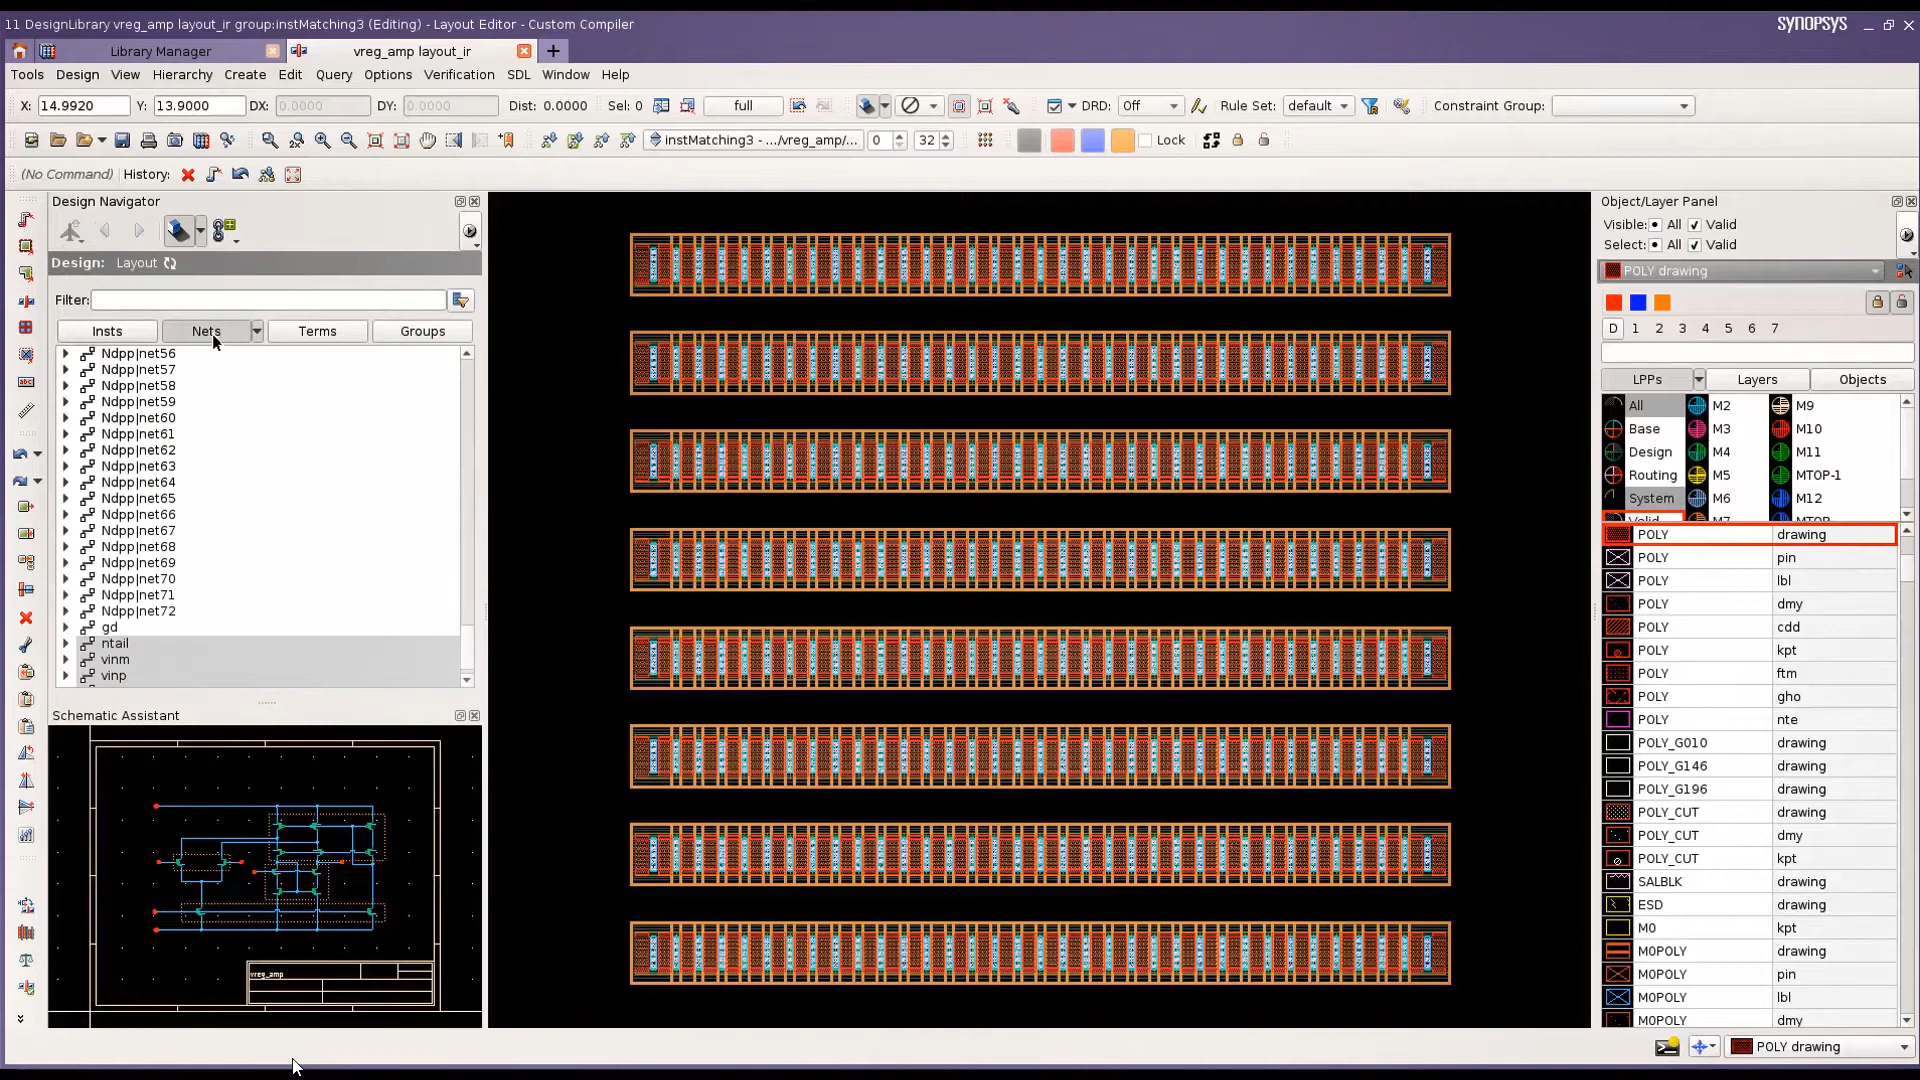 11 DesignLibrary vreg_amp layout_ir group:instMatching3 (Editing) - Layout Editor - Custom Compiler
SYNOPSYS
Library Manager
vreg_amp layout_ir
Tools Design View Hierarchy Create Edit Query Options Verification SDL Window Help
X: 14.9920 Y: 13.9000 DX: 0.0000 DY: 0.0000 Dist: 0.0000 Sel: 0 full DRD: Off Rule Set: default Constraint Group:
instMatching3 - .../vreg_amp/... 0 32 Lock
(No Command) History:
Design Navigator
Design: Layout
Filter:
Insts Nets Terms Groups
Ndpp|net56
Ndpp|net57
Ndpp|net58
Ndpp|net59
Ndpp|net60
Ndpp|net61
Ndpp|net62
Ndpp|net63
Ndpp|net64
Ndpp|net65
Ndpp|net66
Ndpp|net67
Ndpp|net68
Ndpp|net69
Ndpp|net70
Ndpp|net71
Ndpp|net72
gd
ntail
vinm
vinp
Schematic Assistant
vreg_amp
Object/Layer Panel
Visible: All Valid
Select: All Valid
POLY drawing
D 1 2 3 4 5 6 7
LPPs Layers Objects
All M2 M9
Base M3 M10
Design M4 M11
Routing M5 MTOP-1
System M6 M12
Valid M7 MTOP
POLY drawing
POLY pin
POLY lbl
POLY dmy
POLY cdd
POLY kpt
POLY ftm
POLY gho
POLY nte
POLY_G010 drawing
POLY_G146 drawing
POLY_G196 drawing
POLY_CUT drawing
POLY_CUT dmy
POLY_CUT kpt
SALBLK drawing
ESD drawing
M0 kpt
M0POLY drawing
M0POLY pin
M0POLY lbl
M0POLY dmy
POLY drawing